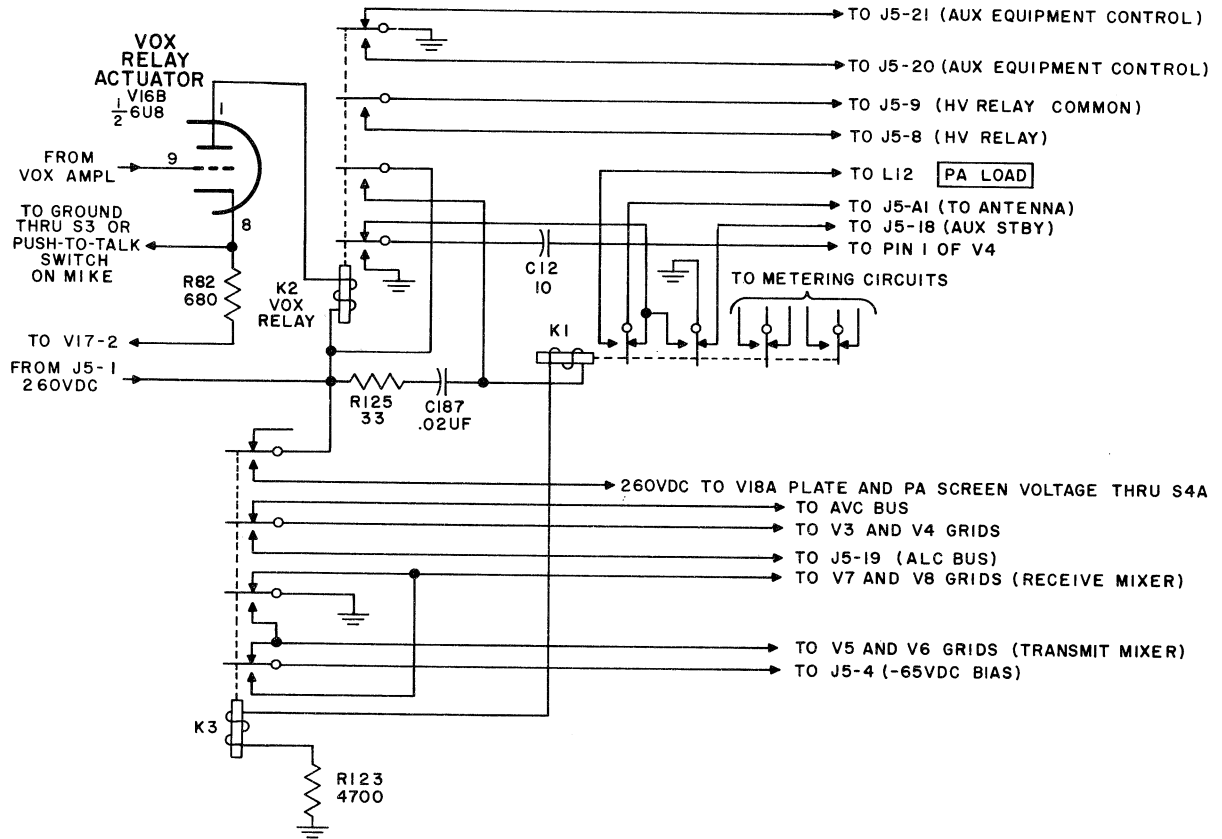 VOX
RELAY
ACTUATOR
V16B
1/2 6U8
1
9
8
FROM
VOX AMPL
TO GROUND
THRU S3 OR
PUSH-TO-TALK
SWITCH
ON MIKE
R82
680
TO V17-2
FROM J5-1
260VDC
K2
VOX
RELAY
TO J5-21 (AUX EQUIPMENT CONTROL)
TO J5-20 (AUX EQUIPMENT CONTROL)
TO J5-9 (HV RELAY COMMON)
TO J5-8 (HV RELAY)
TO L12 PA LOAD
TO J5-A1 (TO ANTENNA)
TO J5-18 (AUX STBY)
TO PIN 1 OF V4
C12
10
TO METERING CIRCUITS
K1
R125
33
C187
.02UF
260VDC TO V18A PLATE AND PA SCREEN VOLTAGE THRU S4A
TO AVC BUS
TO V3 AND V4 GRIDS
TO J5-19 (ALC BUS)
TO V7 AND V8 GRIDS (RECEIVE MIXER)
TO V5 AND V6 GRIDS (TRANSMIT MIXER)
TO J5-4 (-65VDC BIAS)
K3
R123
4700